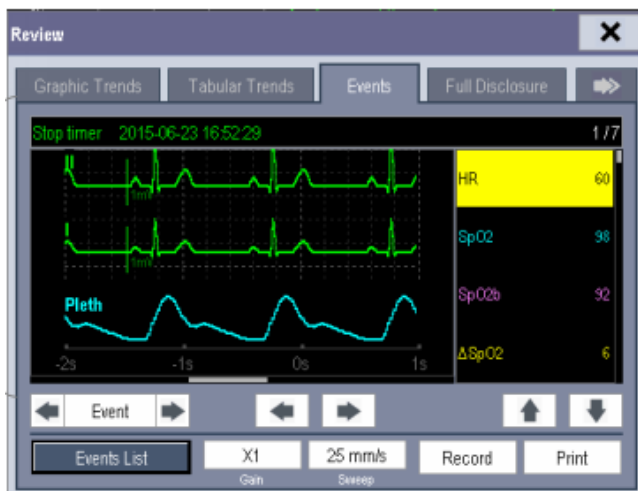 Review
Graphic Trends Tabular Trends Events Full Disclosure
Stop timer 2015-06-23 16:52:29 1/7
II
1mV
HR 60
SpO2 98
1mV
Pleth
SpO2b 92
ΔSpO2 6
-2s -1s 0s 1s
Event
Events List X1 25 mm/s Record Print
Gain Sweep